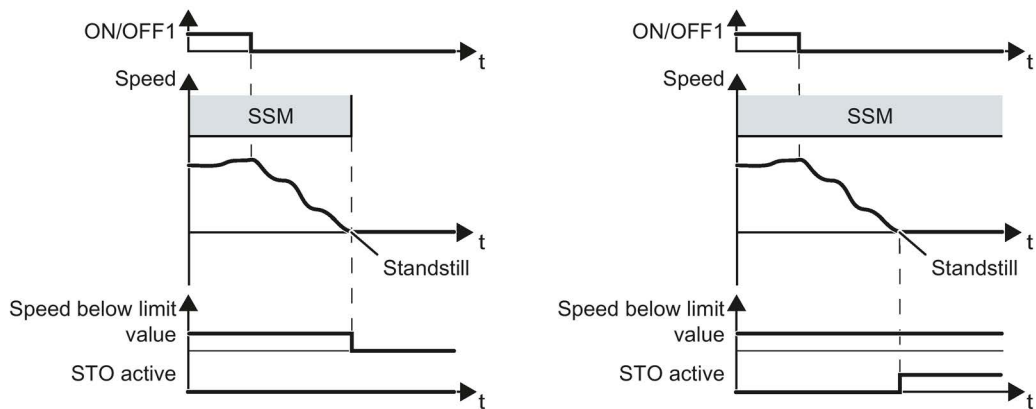 ON/OFF1
t
Speed
SSM
t
Standstill
Speed below limit
value
STO active
t
ON/OFF1
t
Speed
SSM
t
Standstill
Speed below limit
value
STO active
t